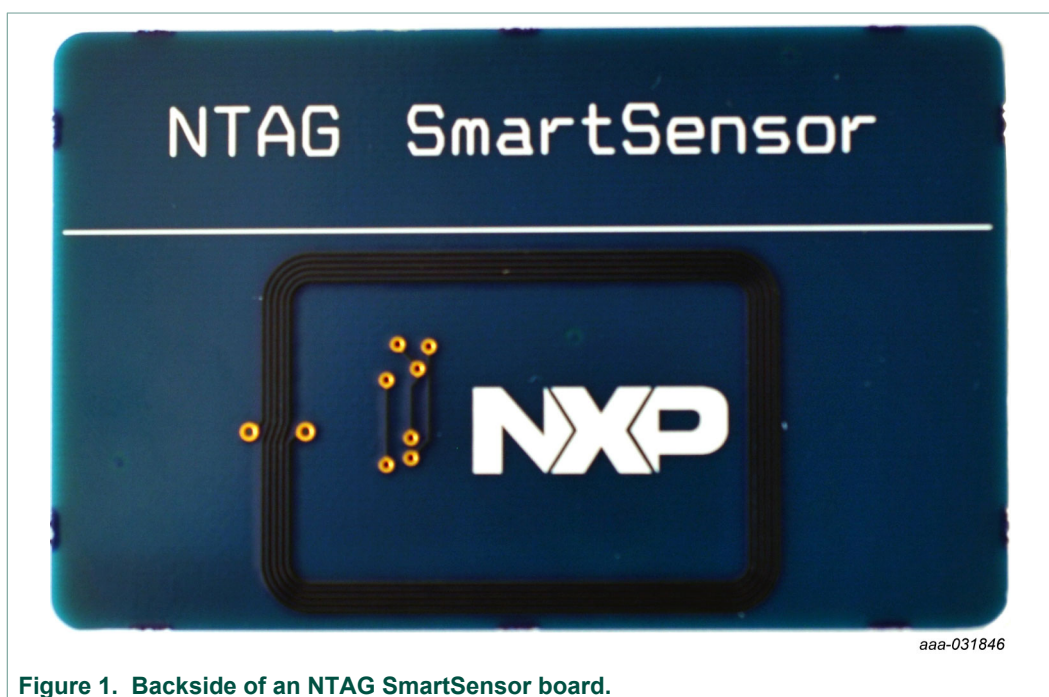 NTAG SmartSensor
NXP
aaa-031846
Figure 1. Backside of an NTAG SmartSensor board.